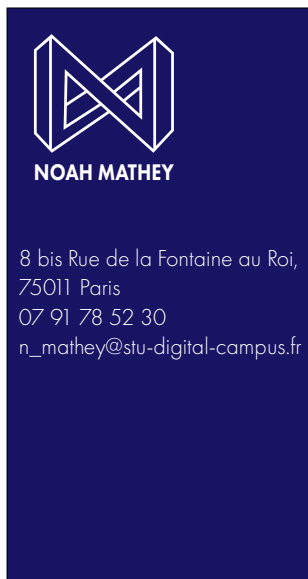 NOAH MATHEY
8 bis Rue de la Fontaine au Roi,
75011 Paris
07 91 78 52 30
n_mathey@stu-digital-campus.fr